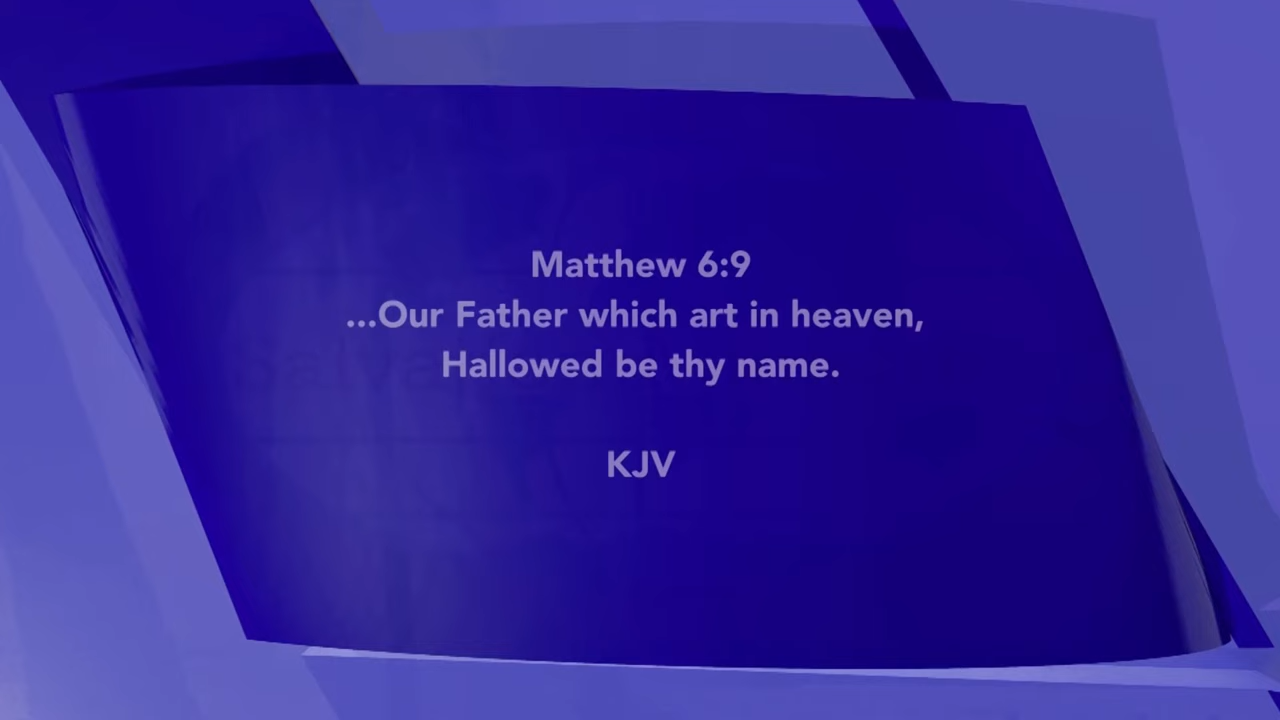 Matthew 6:9
...Our Father which art in heaven,
Hallowed be thy name.
KJV